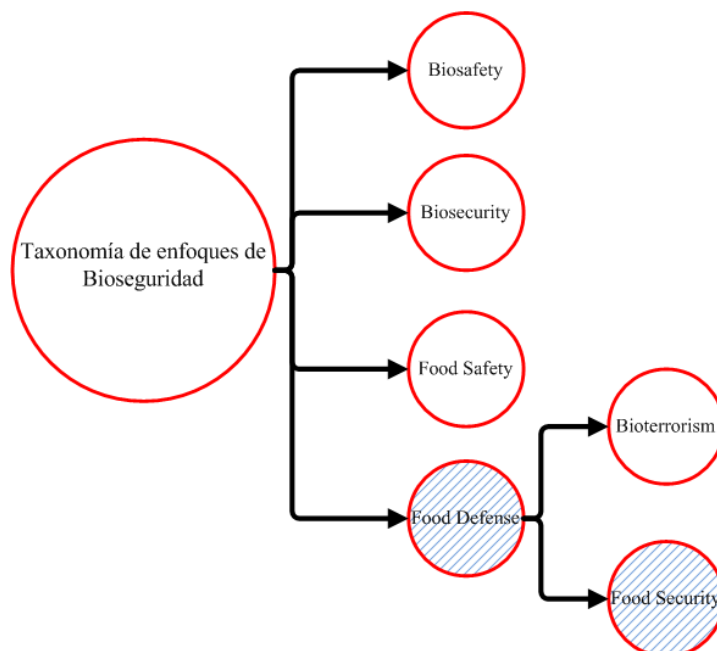 Biosafety
Biosecurity
Taxonomía de enfoques de
Bioseguridad
Food Safety
Bioterrorism
Food Defense
Food Security